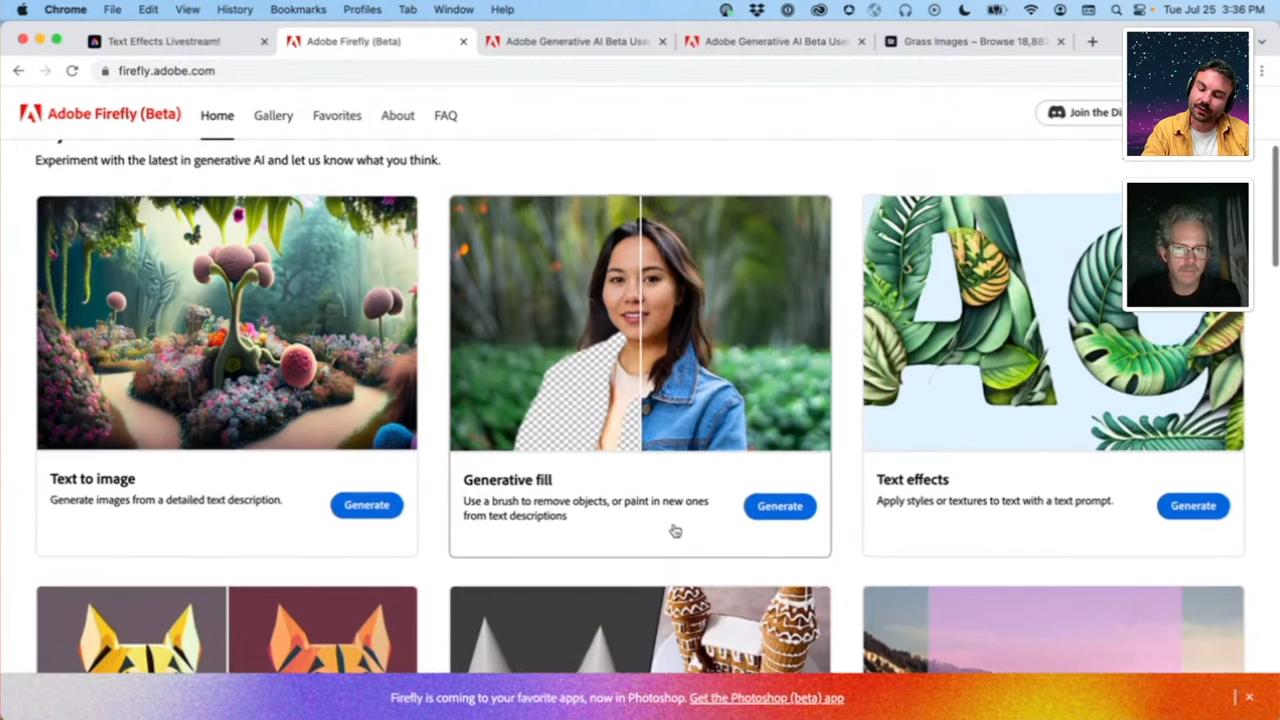 Chrome File Edit View History Bookmarks Profiles Tab Window Help Tue Jul 25 3:36 PM
Text Effects Livestream! Adobe Firefly (Beta) Adobe Generative AI Beta User Adobe Generative AI Beta User Grass Images – Browse 18,88
firefly.adobe.com
Adobe Firefly (Beta) Home Gallery Favorites About FAQ Join the Di
Experiment with the latest in generative AI and let us know what you think.
Text to image
Generate images from a detailed text description.
Generate
Generative fill
Use a brush to remove objects, or paint in new ones
from text descriptions
Generate
Text effects
Apply styles or textures to text with a text prompt.
Generate
Firefly is coming to your favorite apps, now in Photoshop. Get the Photoshop (beta) app